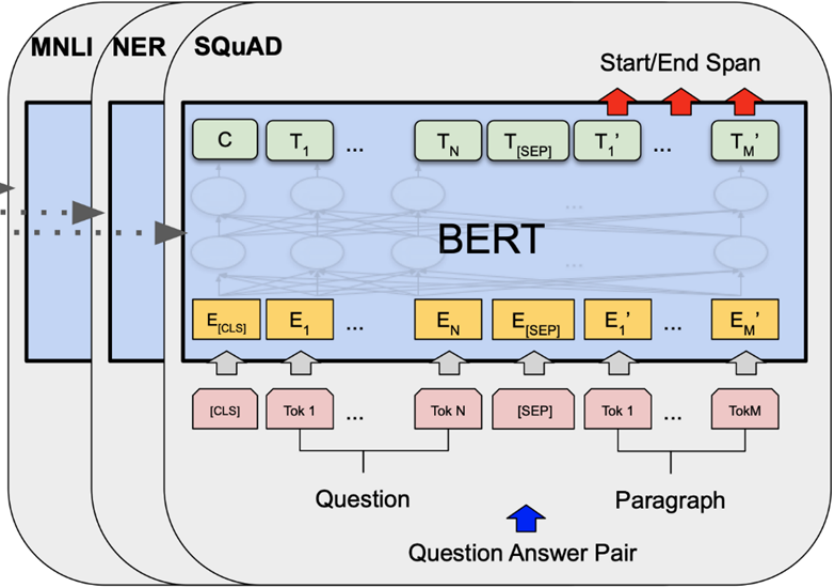 MNLI NER SQuAD
Start/End Span
C T1 ... TN T[SEP] T1' ... TM'
...
BERT
...
E[CLS] E1 ... EN E[SEP] E1' ... EM'
[CLS] Tok 1 ... Tok N [SEP] Tok 1 ... TokM
Question Paragraph
Question Answer Pair